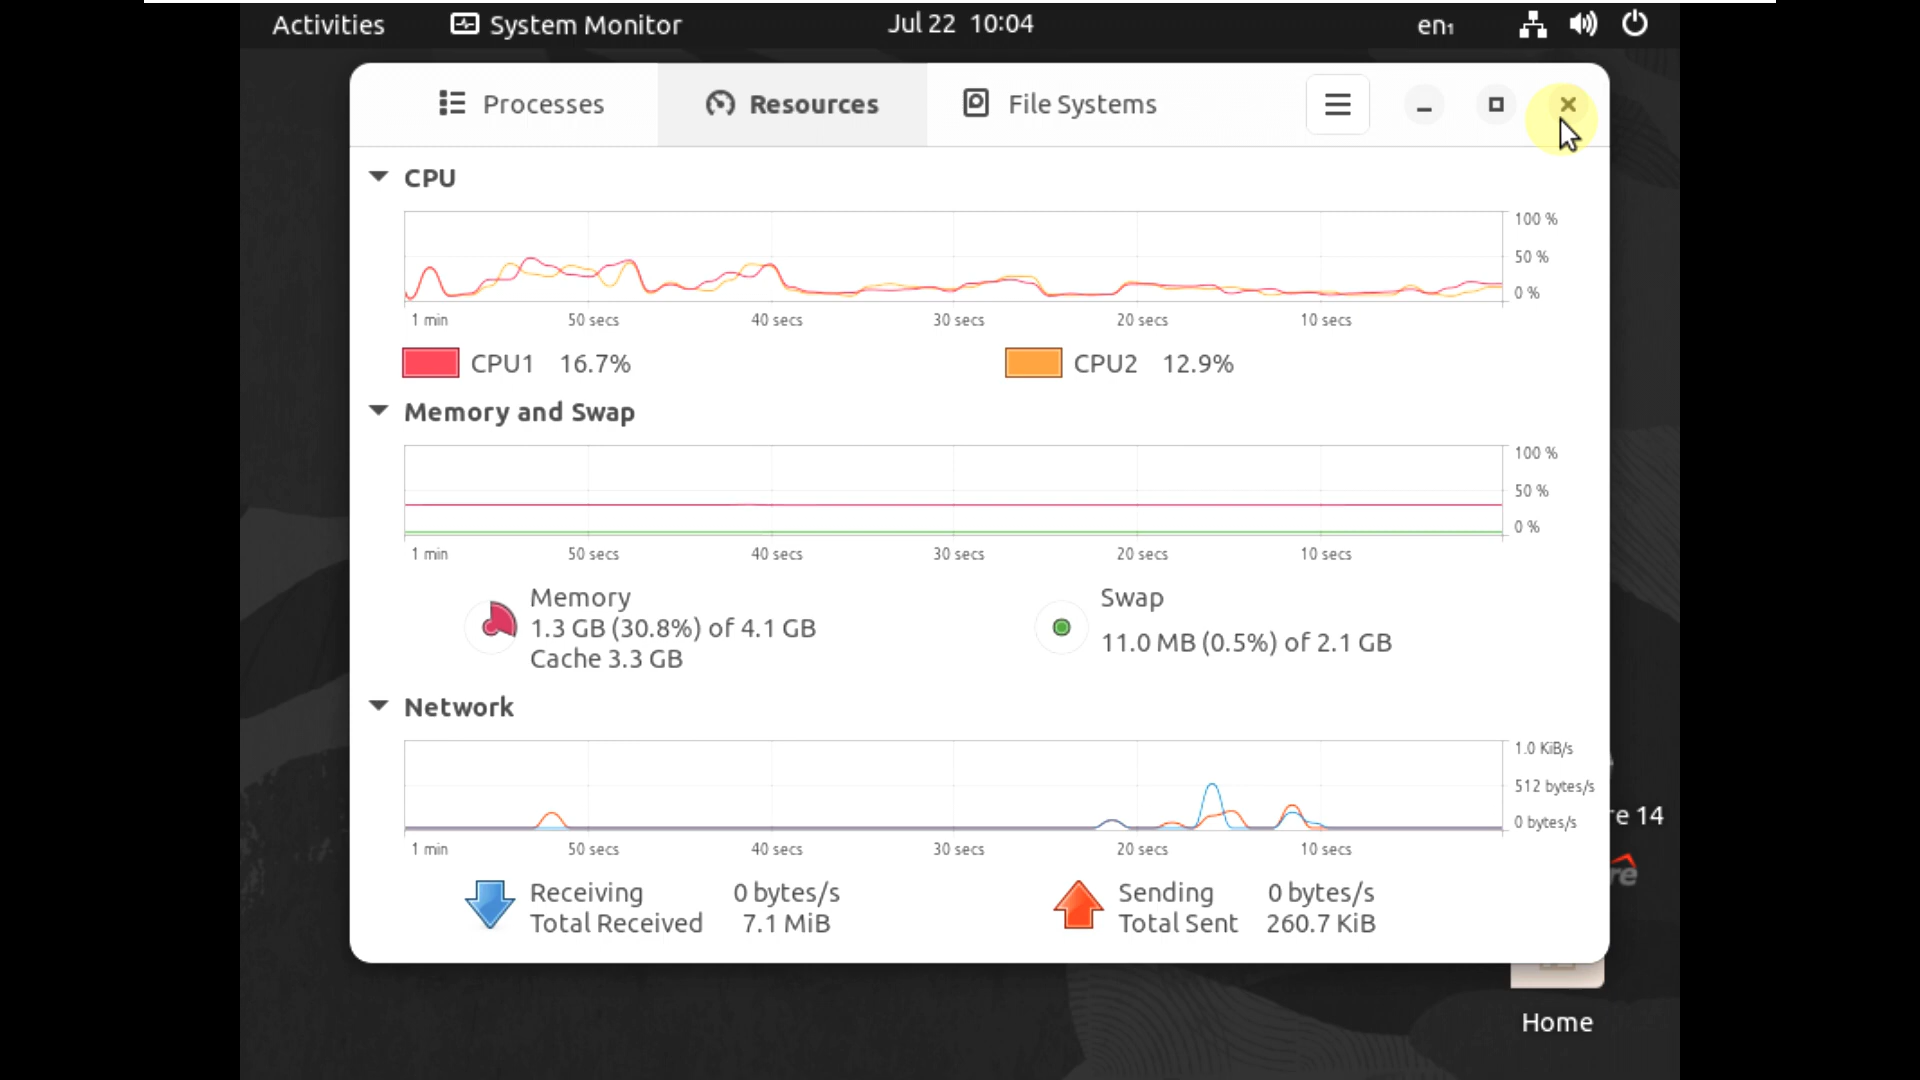 Activities System Monitor Jul 22 10:04 en₁
Processes Resources File Systems
CPU
100 %
50 %
0 %
1 min 50 secs 40 secs 30 secs 20 secs 10 secs
CPU1 16.7% CPU2 12.9%
Memory and Swap
100 %
50 %
0 %
1 min 50 secs 40 secs 30 secs 20 secs 10 secs
Memory Swap
1.3 GB (30.8%) of 4.1 GB 11.0 MB (0.5%) of 2.1 GB
Cache 3.3 GB
Network
1.0 KiB/s
512 bytes/s
0 bytes/s
1 min 50 secs 40 secs 30 secs 20 secs 10 secs
Receiving 0 bytes/s Sending 0 bytes/s
Total Received 7.1 MiB Total Sent 260.7 KiB
re 14
re
Home